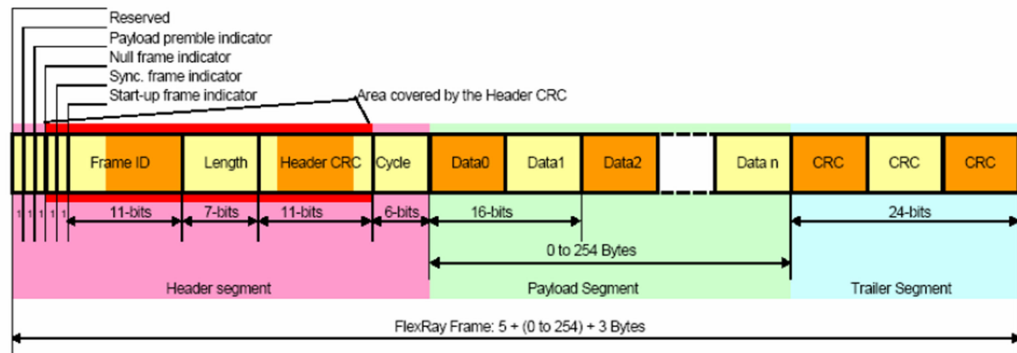 Reserved
Payload premble indicator
Null frame indicator
Sync. frame indicator
Start-up frame indicator
Area covered by the Header CRC
Frame ID Length Header CRC Cycle Data0 Data1 Data2 Data n CRC CRC CRC
1 1 1 1 1 11-bits 7-bits 11-bits 6-bits 16-bits 24-bits
0 to 254 Bytes
Header segment Payload Segment Trailer Segment
FlexRay Frame: 5 + (0 to 254) + 3 Bytes